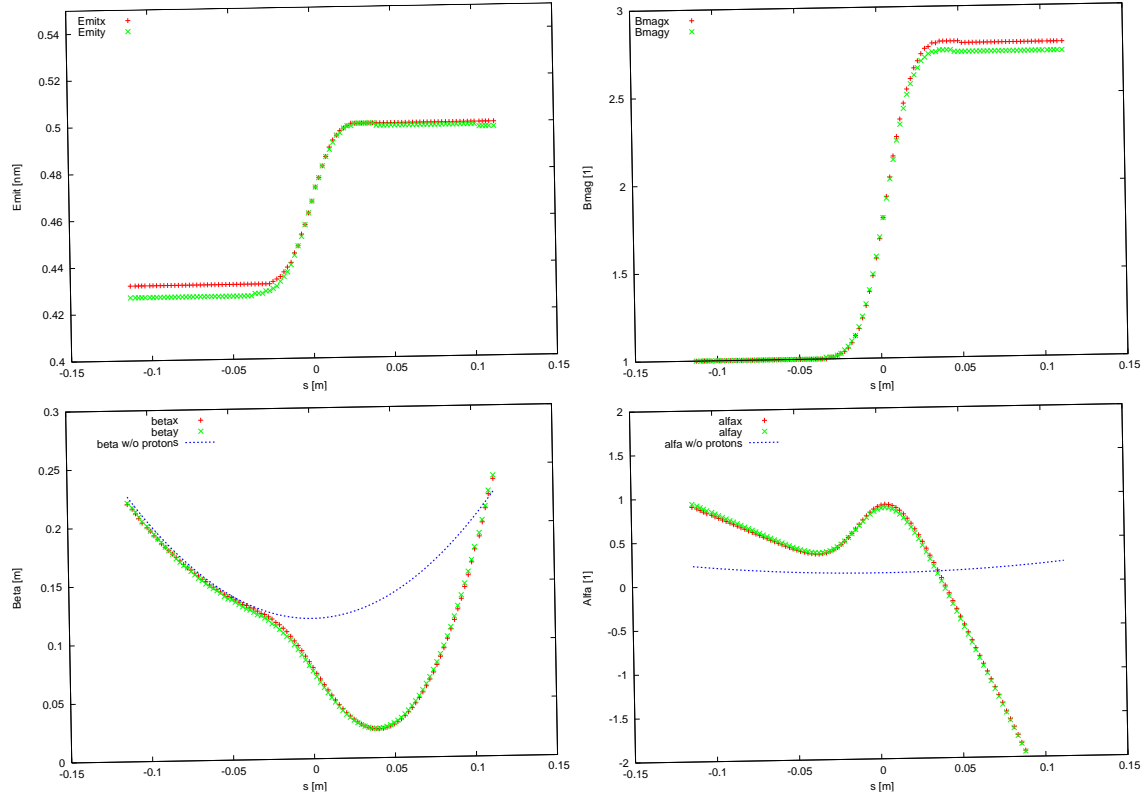 Emitx
Emity
0.54
0.52
0.5
0.48
0.46
0.44
0.42
0.4
Emit [nm]
-0.15 -0.1 -0.05 0 0.05 0.1 0.15
s [m]
Bmagx
Bmagy
3
2.5
2
1.5
1
Bmag [1]
-0.15 -0.1 -0.05 0 0.05 0.1 0.15
s [m]
betax
betay
beta w/o protons
0.3
0.25
0.2
0.15
0.1
0.05
0
Beta [m]
-0.15 -0.1 -0.05 0 0.05 0.1 0.15
s [m]
alfax
alfay
alfa w/o protons
2
1.5
1
0.5
0
-0.5
-1
-1.5
-2
Alfa [1]
-0.15 -0.1 -0.05 0 0.05 0.1 0.15
s [m]